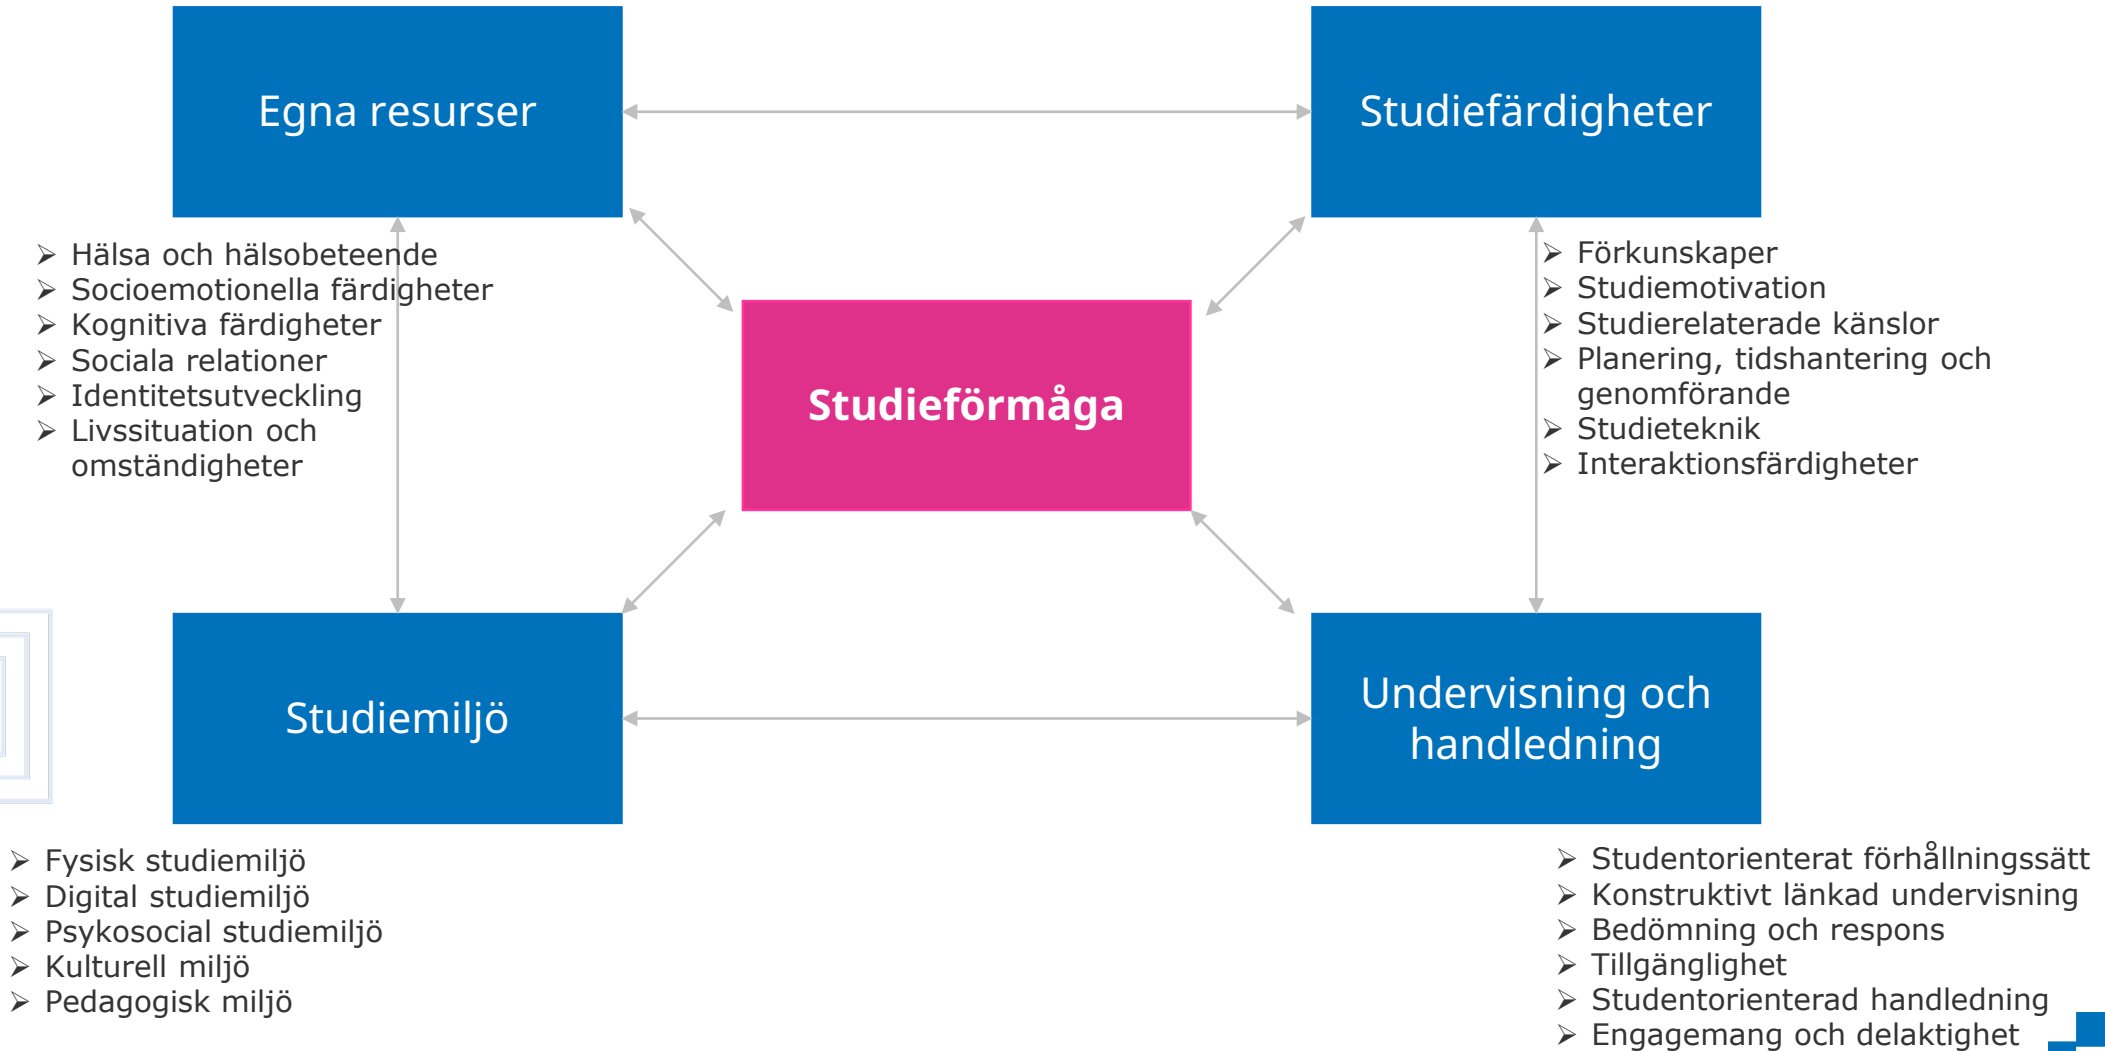 Egna resurser
Studiefärdigheter
➢ Hälsa och hälsobeteende
➢ Socioemotionella färdigheter
➢ Kognitiva färdigheter
➢ Sociala relationer
➢ Identitetsutveckling
➢ Livssituation och
omständigheter
Studieförmåga
➢ Förkunskaper
➢ Studiemotivation
➢ Studierelaterade känslor
➢ Planering, tidshantering och
genomförande
➢ Studieteknik
➢ Interaktionsfärdigheter
Studiemiljö
Undervisning och
handledning
➢ Fysisk studiemiljö
➢ Digital studiemiljö
➢ Psykosocial studiemiljö
➢ Kulturell miljö
➢ Pedagogisk miljö
➢ Studentorienterat förhållningssätt
➢ Konstruktivt länkad undervisning
➢ Bedömning och respons
➢ Tillgänglighet
➢ Studentorienterad handledning
➢ Engagemang och delaktighet